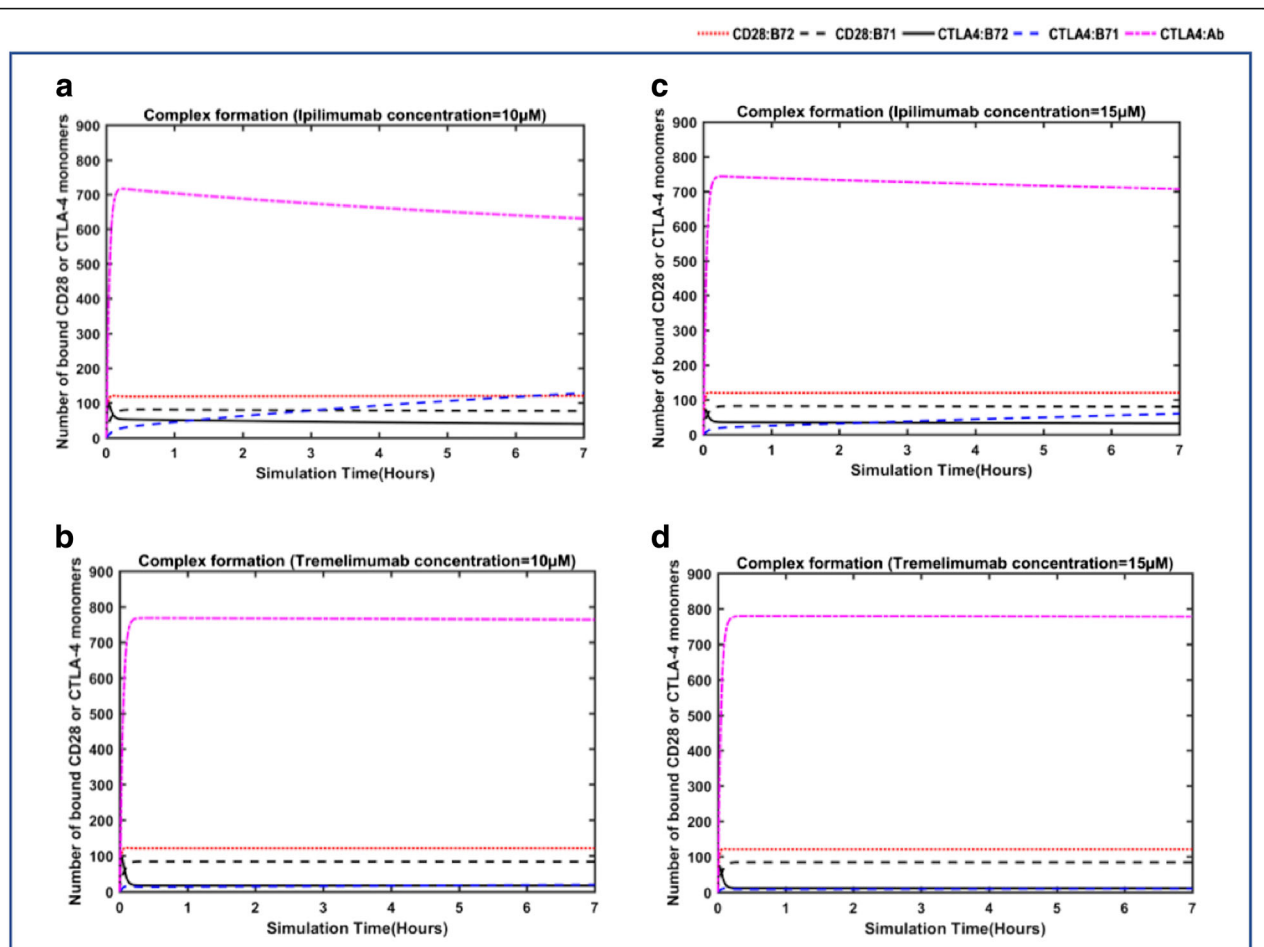 CD28:B72 CD28:B71 CTLA4:B72 CTLA4:B71 CTLA4:Ab
a
Complex formation (Ipilimumab concentration=10µM)
Number of bound CD28 or CTLA-4 monomers
900
800
700
600
500
400
300
200
100
0
0 1 2 3 4 5 6 7
Simulation Time(Hours)
c
Complex formation (Ipilimumab concentration=15µM)
Number of bound CD28 or CTLA-4 monomers
900
800
700
600
500
400
300
200
100
0
0 1 2 3 4 5 6 7
Simulation Time(Hours)
b
Complex formation (Tremelimumab concentration=10µM)
Number of bound CD28 or CTLA-4 monomers
900
800
700
600
500
400
300
200
100
0
0 1 2 3 4 5 6 7
Simulation Time(Hours)
d
Complex formation (Tremelimumab concentration=15µM)
Number of bound CD28 or CTLA-4 monomers
900
800
700
600
500
400
300
200
100
0
0 1 2 3 4 5 6 7
Simulation Time(Hours)